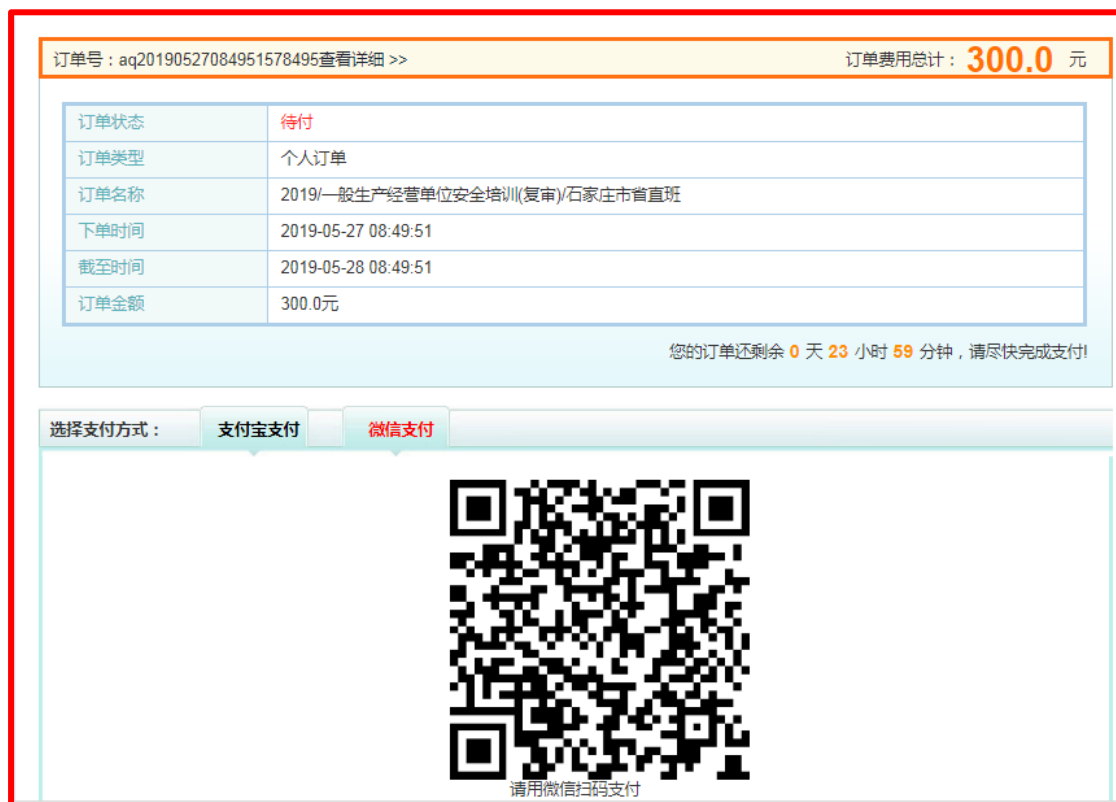 订单号：aq20190527084951578495查看详细 >> 订单费用总计： 300.0 元
订单状态 待付
订单类型 个人订单
订单名称 2019/一般生产经营单位安全培训(复审)/石家庄市省直班
下单时间 2019-05-27 08:49:51
截至时间 2019-05-28 08:49:51
订单金额 300.0元
您的订单还剩余 0 天 23 小时 59 分钟，请尽快完成支付!
选择支付方式： 支付宝支付 微信支付
请用微信扫码支付